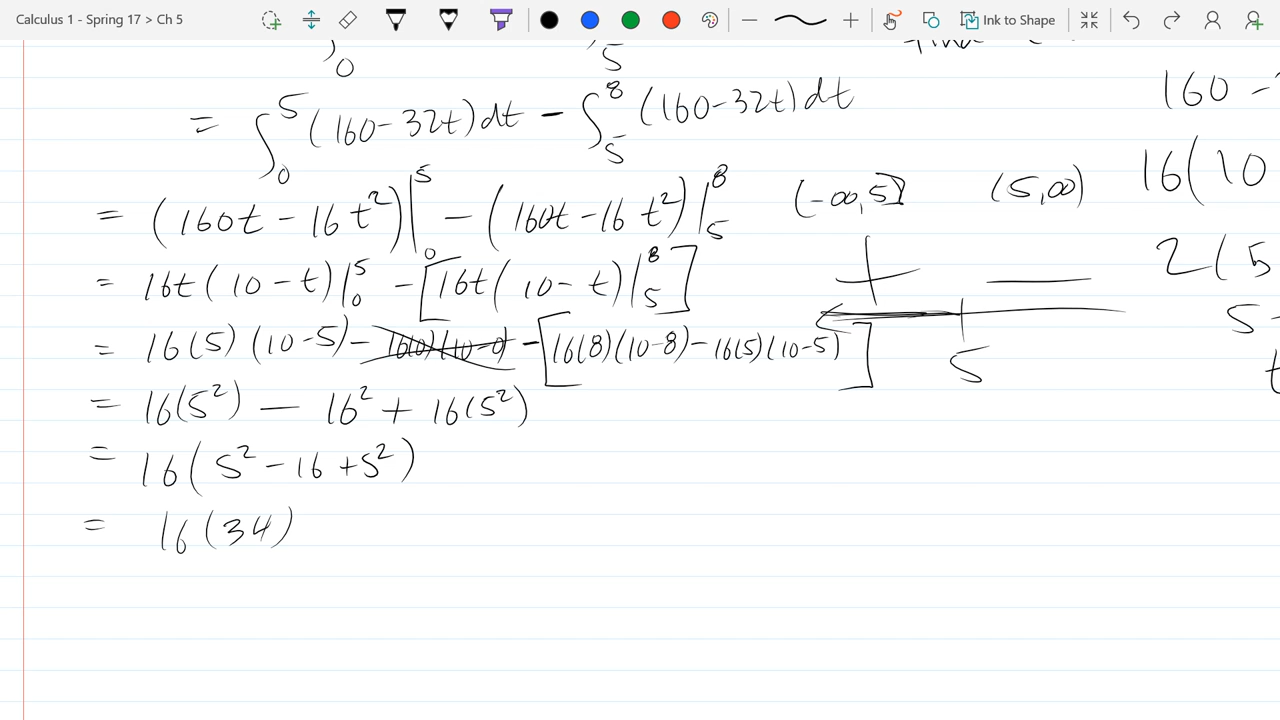 Calculus 1 - Spring 17 > Ch 5
Ink to Shape
0
5
= ∫₀⁵ (160-32t)dt - ∫₅⁸ (160-32t)dt
160 -
= (160t - 16t²)|₀⁵ - (160t - 16t²)|₅⁸
(-∞,5]
(5,∞)
16(10
= 16t(10-t)|₀⁵ - [16t(10-t)|₅⁸]
+
—
2(5
= 16(5)(10-5) - 16(0)(10-0) - [16(8)(10-8) - 16(5)(10-5)]
5
5
= 16(5²) - 16² + 16(5²)
t
= 16(5² - 16 + 5²)
= 16(34)